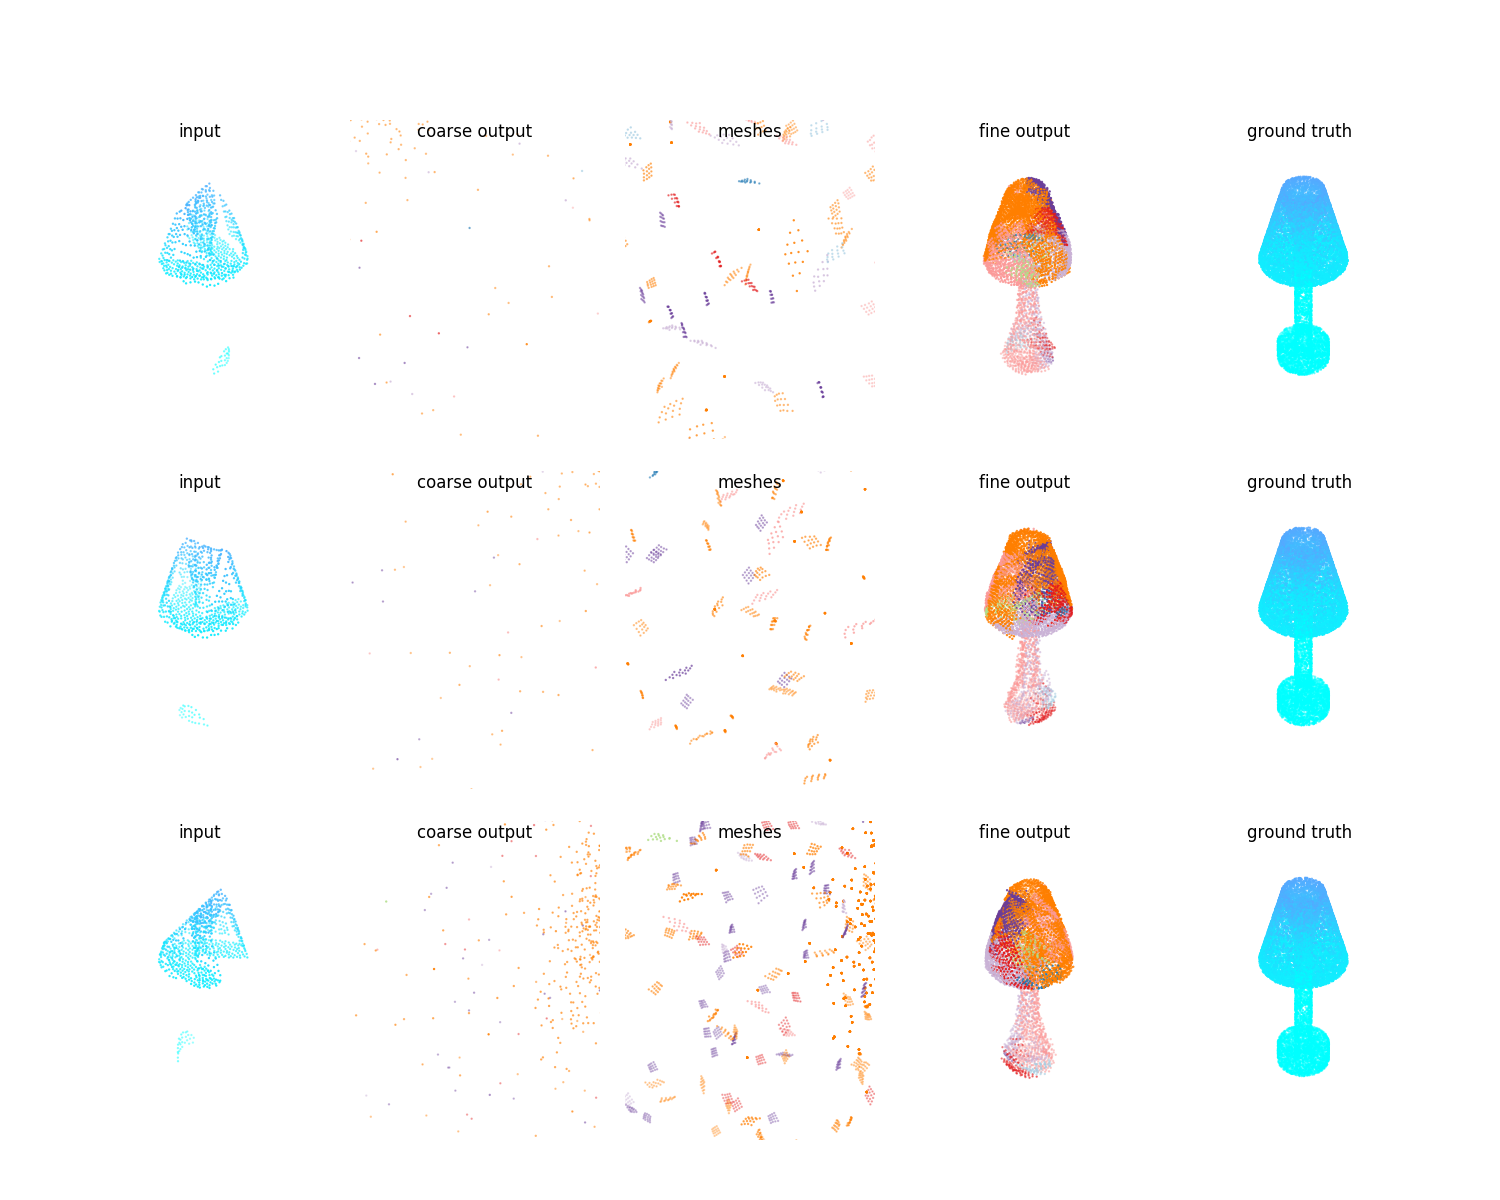 input
coarse output
meshes
fine output
ground truth
input
coarse output
meshes
fine output
ground truth
input
coarse output
meshes
fine output
ground truth